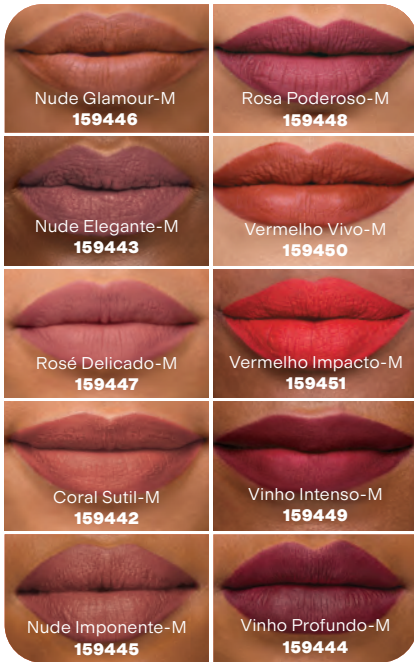 Nude Glamour-M
159446
Rosa Poderoso-M
159448
Nude Elegante-M
159443
Vermelho Vivo-M
159450
Rosé Delicado-M
159447
Vermelho Impacto-M
159451
Coral Sutil-M
159442
Vinho Intenso-M
159449
Nude Imponente-M
159445
Vinho Profundo-M
159444